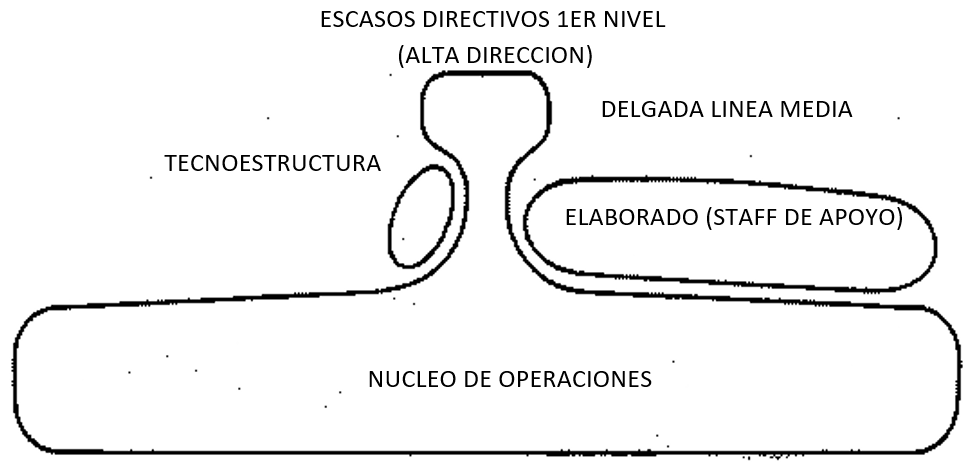 ESCASOS DIRECTIVOS 1ER NIVEL
(ALTA DIRECCION)
DELGADA LINEA MEDIA
TECNOESTRUCTURA
ELABORADO (STAFF DE APOYO)
NUCLEO DE OPERACIONES